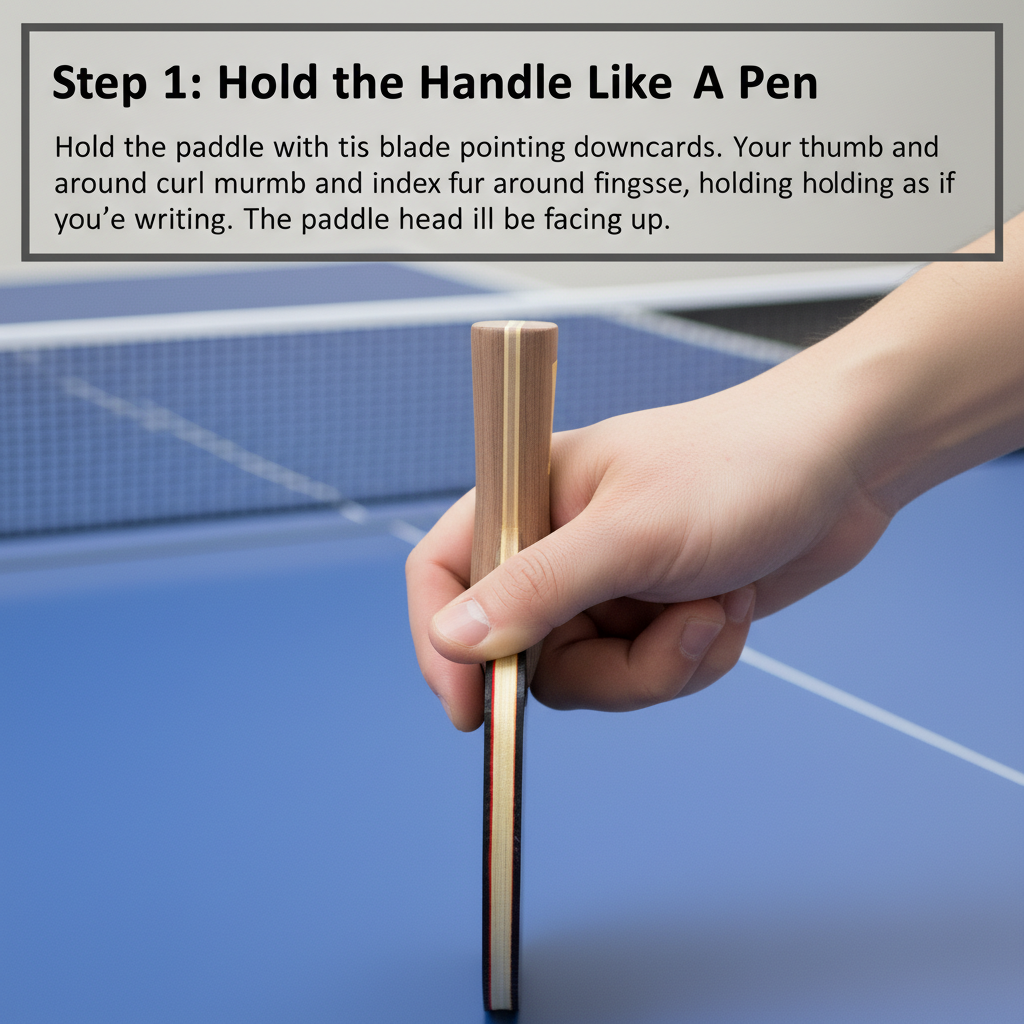 Step 1: Hold the Handle Like A Pen
Hold the paddle with tis blade pointing downcards. Your thumb and
around curl murmb and index fur around fingsse, holding holding as if
you'e writing. The paddle head ill be facing up.